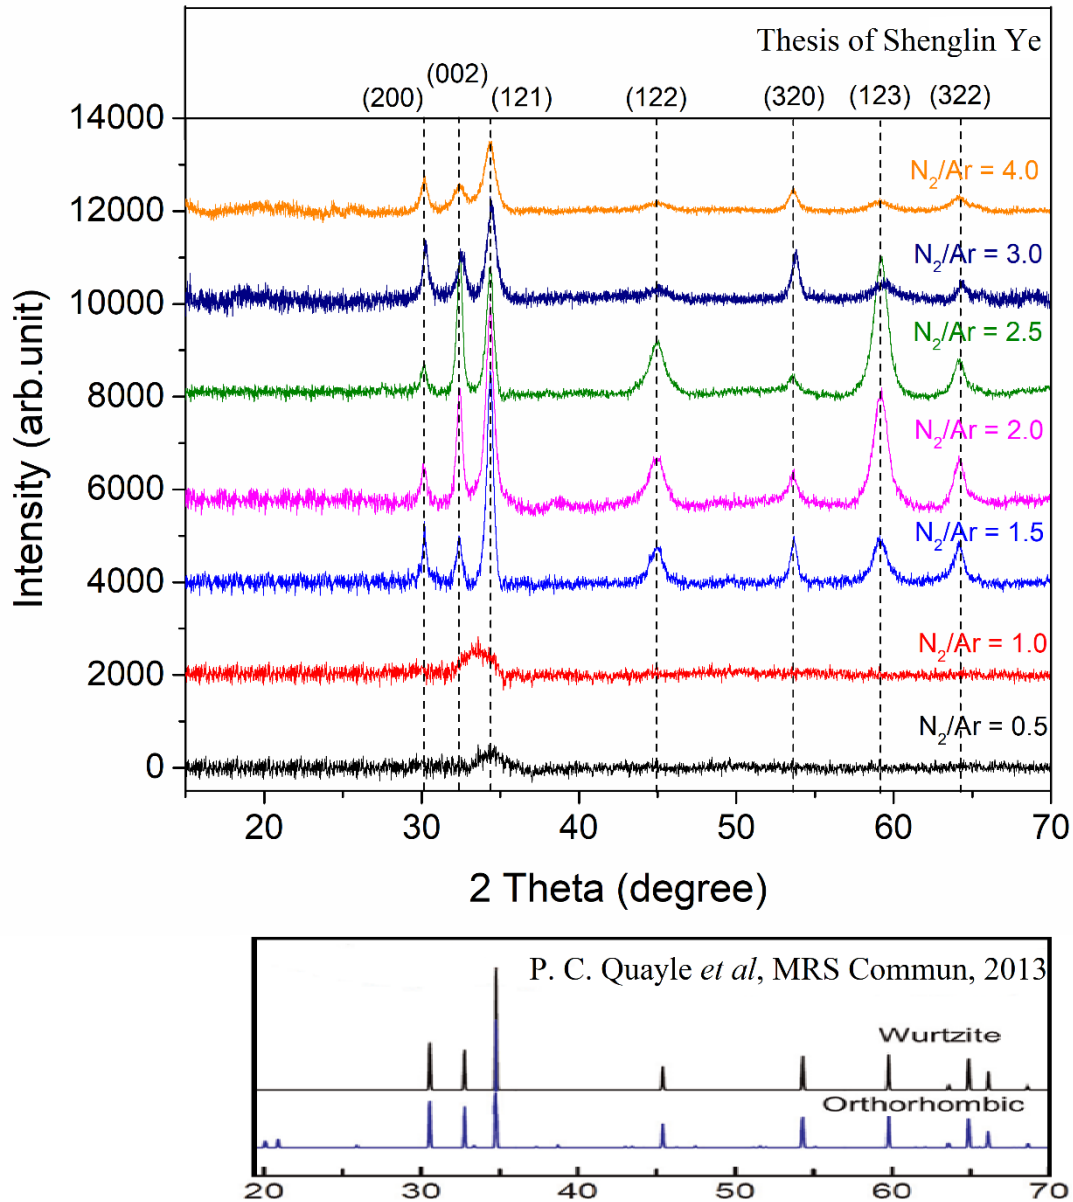 Thesis of Shenglin Ye
(200) (002) (121) (122) (320) (123) (322)
14000
12000
10000
8000
6000
4000
2000
0
N₂/Ar = 4.0
N₂/Ar = 3.0
N₂/Ar = 2.5
N₂/Ar = 2.0
N₂/Ar = 1.5
N₂/Ar = 1.0
N₂/Ar = 0.5
Intensity (arb.unit)
20 30 40 50 60 70
2 Theta (degree)
P. C. Quayle et al, MRS Commun, 2013
Wurtzite
Orthorhombic
20 30 40 50 60 70